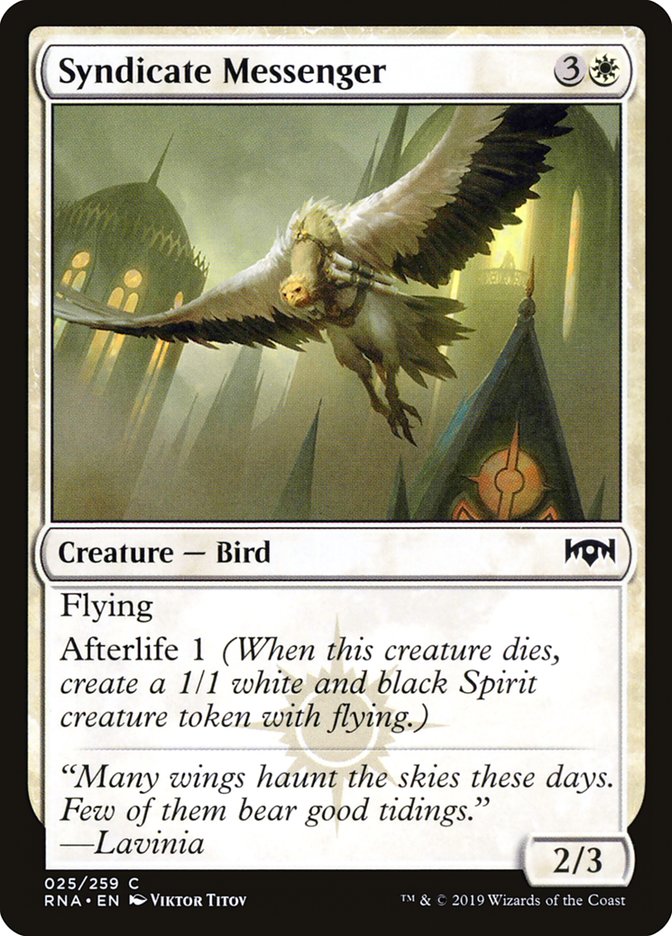 Syndicate Messenger 3
Creature — Bird
Flying
Afterlife 1 (When this creature dies,
create a 1/1 white and black Spirit
creature token with flying.)
“Many wings haunt the skies these days.
Few of them bear good tidings.”
—Lavinia
2/3
025/259 C
RNA • EN Viktor Titov
™ & © 2019 Wizards of the Coast